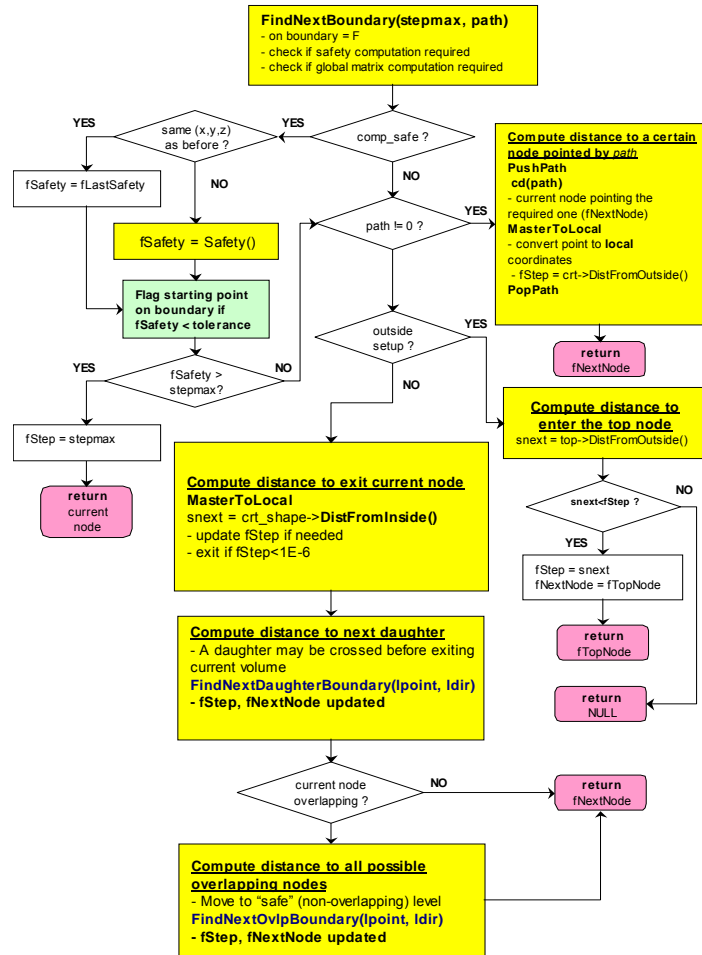 FindNextBoundary(stepmax, path)
- on boundary = F
- check if safety computation required
- check if global matrix computation required
comp_safe ?
YES
NO
same (x,y,z)
as before ?
YES
NO
fSafety = fLastSafety
fSafety = Safety()
Flag starting point
on boundary if
fSafety < tolerance
fSafety >
stepmax?
YES
NO
fStep = stepmax
return
current
node
path != 0 ?
YES
Compute distance to a certain
node pointed by path
PushPath
cd(path)
- current node pointing the
required one (fNextNode)
MasterToLocal
- convert point to local
coordinates
- fStep = crt->DistFromOutside()
PopPath
return
fNextNode
outside
setup ?
YES
NO
Compute distance to
enter the top node
snext = top->DistFromOutside()
snext<fStep ?
NO
YES
fStep = snext
fNextNode = fTopNode
return
fTopNode
return
NULL
Compute distance to exit current node
MasterToLocal
snext = crt_shape->DistFromInside()
- update fStep if needed
- exit if fStep<1E-6
Compute distance to next daughter
- A daughter may be crossed before exiting
current volume
FindNextDaughterBoundary(lpoint, ldir)
- fStep, fNextNode updated
current node
overlapping ?
NO
return
fNextNode
Compute distance to all possible
overlapping nodes
- Move to “safe” (non-overlapping) level
FindNextOvlpBoundary(lpoint, ldir)
- fStep, fNextNode updated